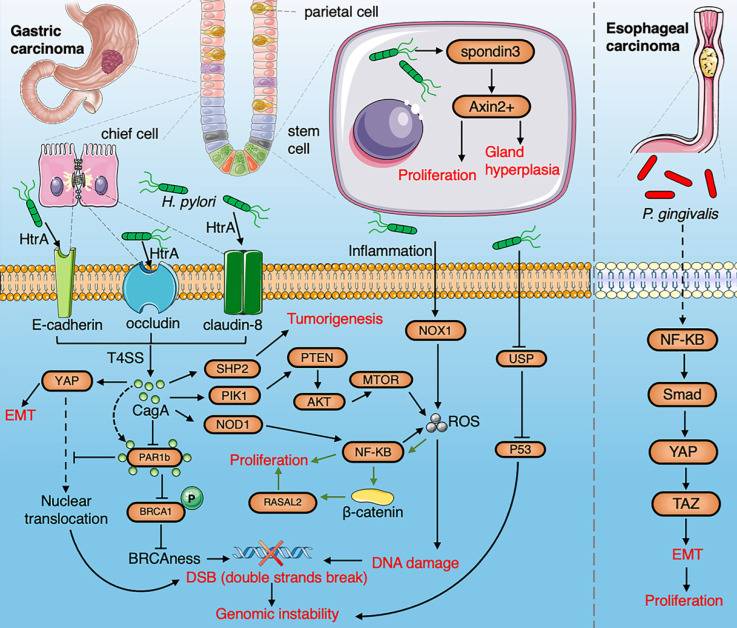 Gastric
carcinoma
parietal cell
chief cell
stem
cell
spondin3
Axin2+
Proliferation
Gland
hyperplasia
Esophageal
carcinoma
P. gingivalis
H. pylori
HtrA
HtrA
HtrA
Inflammation
E-cadherin
occludin
claudin-8
T4SS
Tumorigenesis
NOX1
USP
P53
YAP
EMT
CagA
SHP2
PIK1
NOD1
PTEN
AKT
MTOR
ROS
NF-KB
Proliferation
RASAL2
β-catenin
PAR1b
P
BRCA1
Nuclear
translocation
BRCAness
DSB (double strands break)
DNA damage
Genomic instability
NF-KB
Smad
YAP
TAZ
EMT
Proliferation